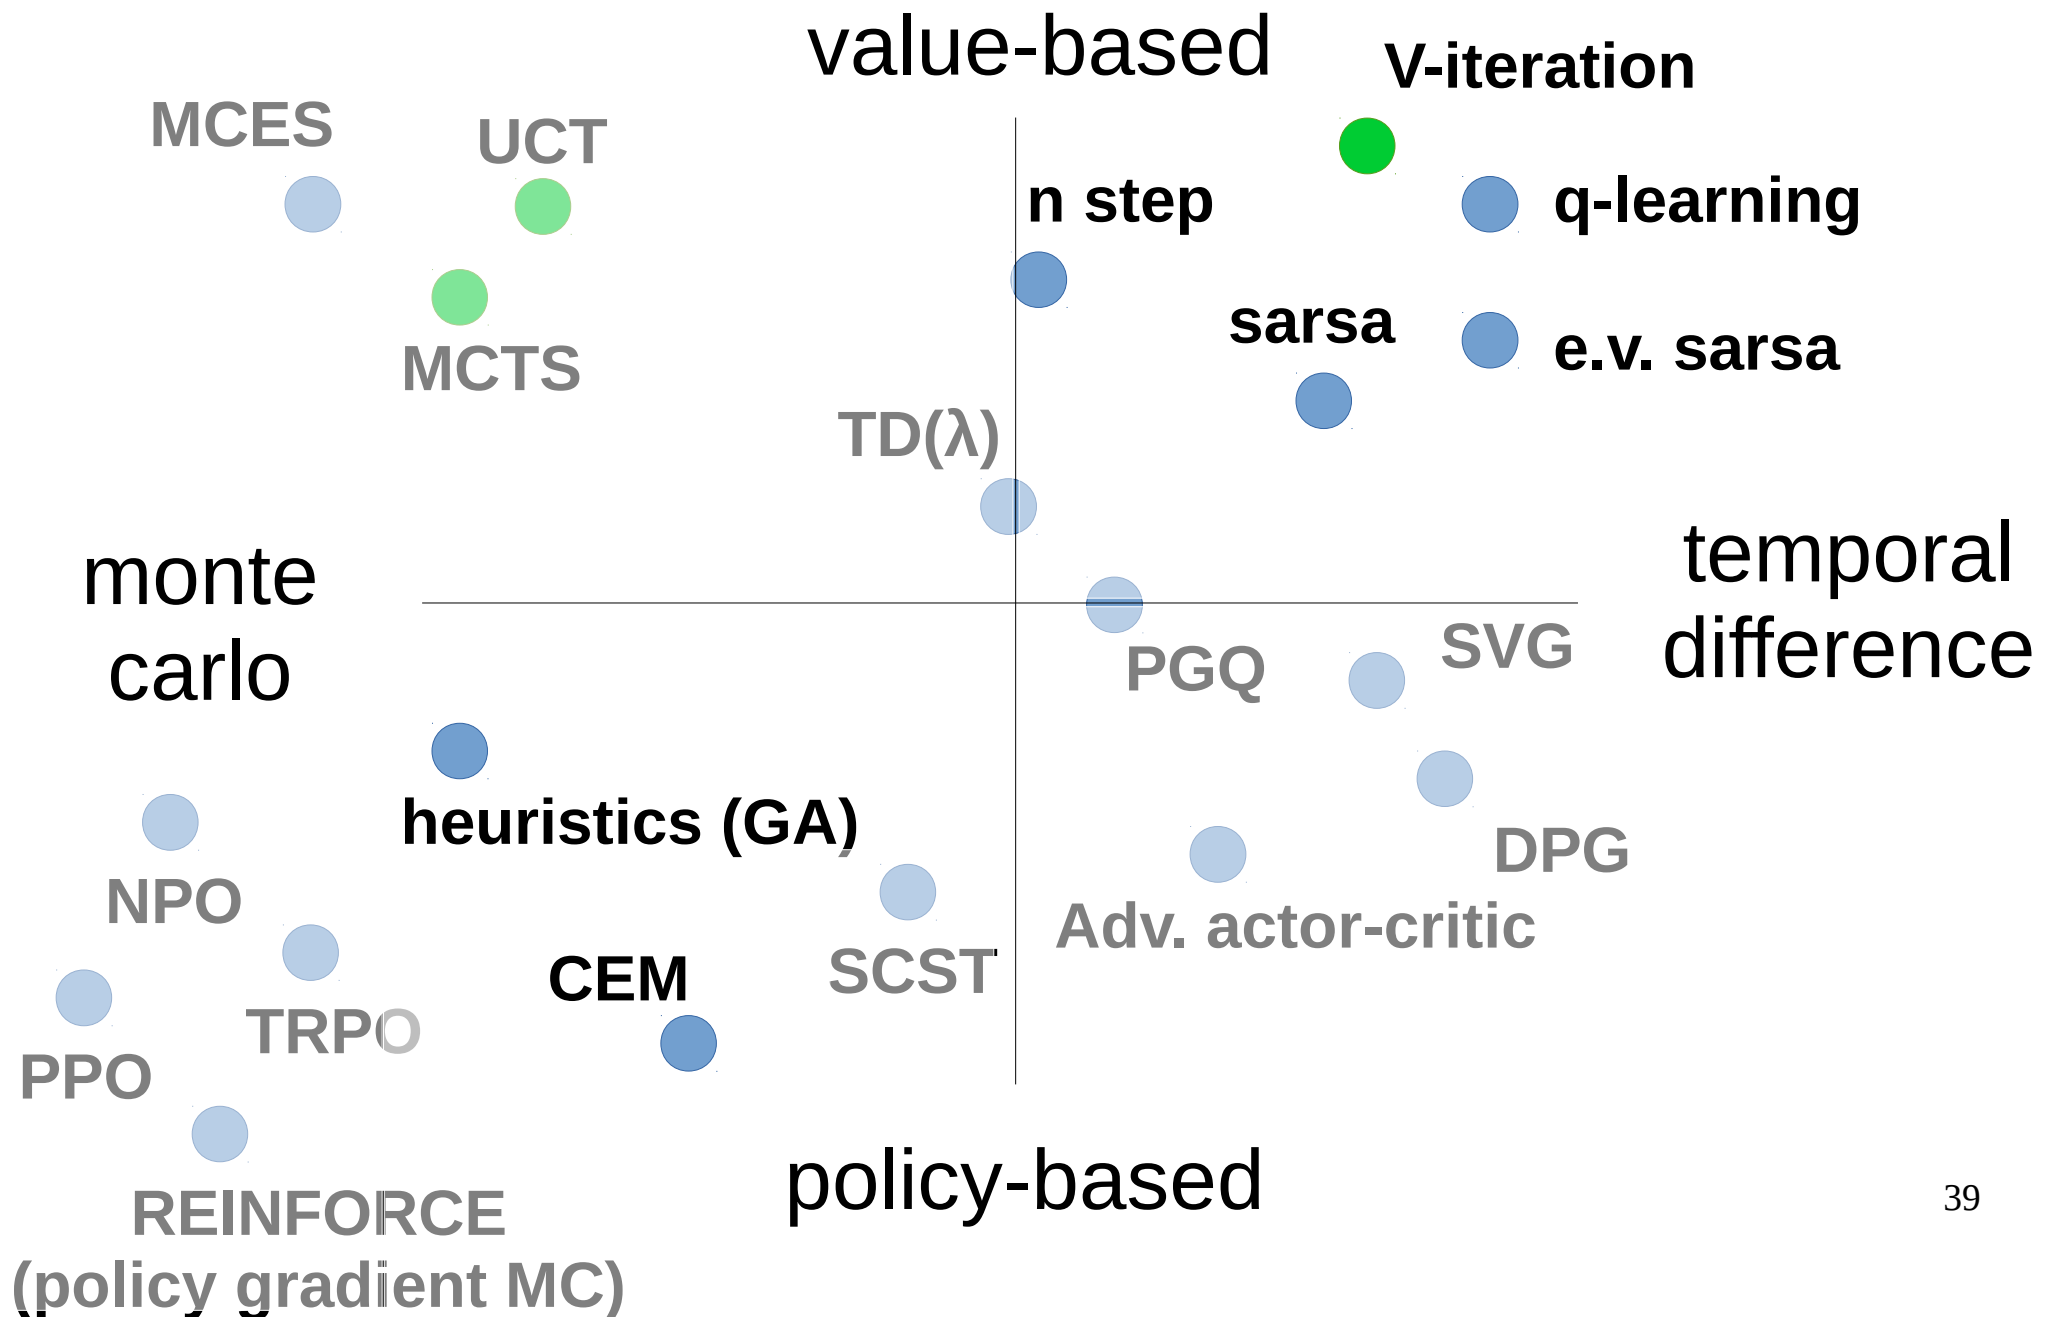 value-based
V-iteration
MCES
UCT
n step
q-learning
sarsa
e.v. sarsa
MCTS
TD(λ)
monte
carlo
temporal
difference
SVG
PGQ
heuristics (GA)
DPG
NPO
Adv. actor-critic
SCST
CEM
TRPO
PPO
policy-based
39
REINFORCE
(policy gradient MC)